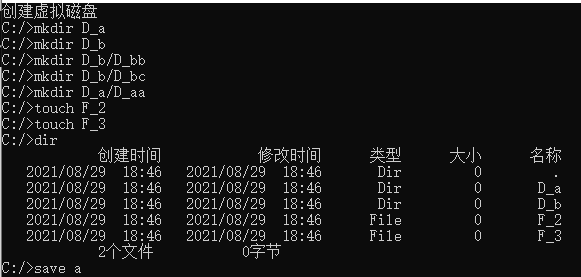 创建虚拟磁盘
C:/>mkdir D_a
C:/>mkdir D_b
C:/>mkdir D_b/D_bb
C:/>mkdir D_b/D_bc
C:/>mkdir D_a/D_aa
C:/>touch F_2
C:/>touch F_3
C:/>dir
创建时间 修改时间 类型 大小 名称
2021/08/29 18:46 2021/08/29 18:46 Dir 0 .
2021/08/29 18:46 2021/08/29 18:46 Dir 0 D_a
2021/08/29 18:46 2021/08/29 18:46 Dir 0 D_b
2021/08/29 18:46 2021/08/29 18:46 File 0 F_2
2021/08/29 18:46 2021/08/29 18:46 File 0 F_3
2个文件 0字节
C:/>save a